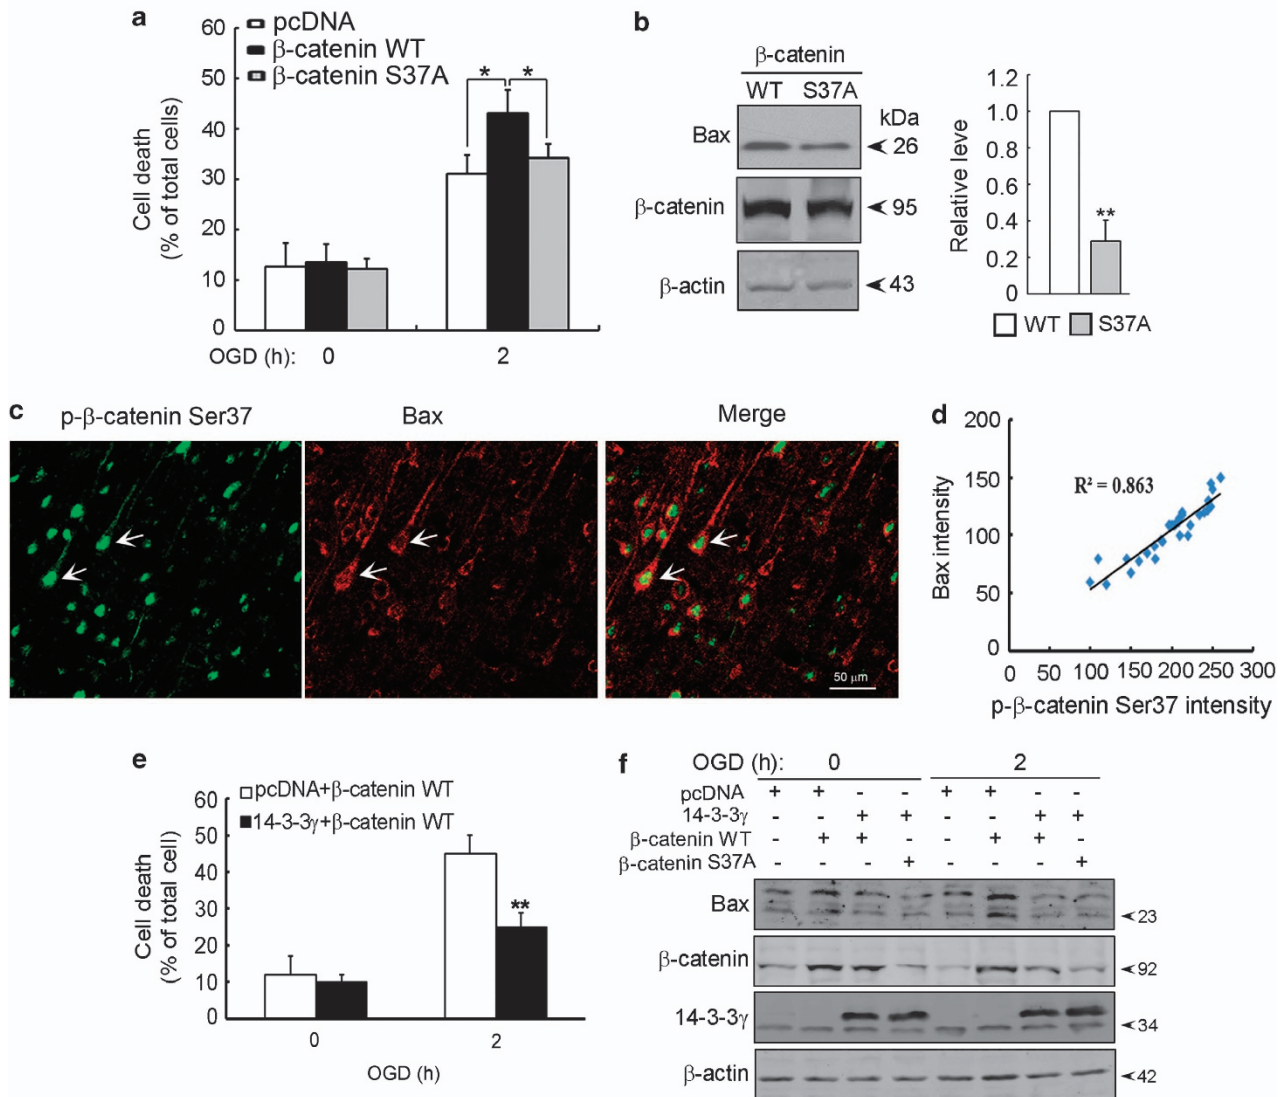 a
60
50
40
30
20
10
0
Cell death
(% of total cells)
pcDNA
β-catenin WT
β-catenin S37A
* *
OGD (h): 0 2
b
β-catenin
WT S37A
kDa
Bax 26
β-catenin 95
β-actin 43
Relative leve
1.2
1.0
0.8
0.6
0.4
0.2
0
**
WT S37A
c
p-β-catenin Ser37 Bax Merge
50 µm
d
200
150
100
50
0
Bax intensity
R² = 0.863
0 50 100 150 200 250 300
p-β-catenin Ser37 intensity
e
pcDNA+β-catenin WT
14-3-3γ+β-catenin WT
60
50
40
30
20
10
0
Cell death
(% of total cell)
**
0 2
OGD (h)
f
OGD (h): 0 2
pcDNA + + - - + + - -
14-3-3γ - - + + - - + +
β-catenin WT - + + - - + + -
β-catenin S37A - - - + - - - +
Bax 23
β-catenin 92
14-3-3γ 34
β-actin 42